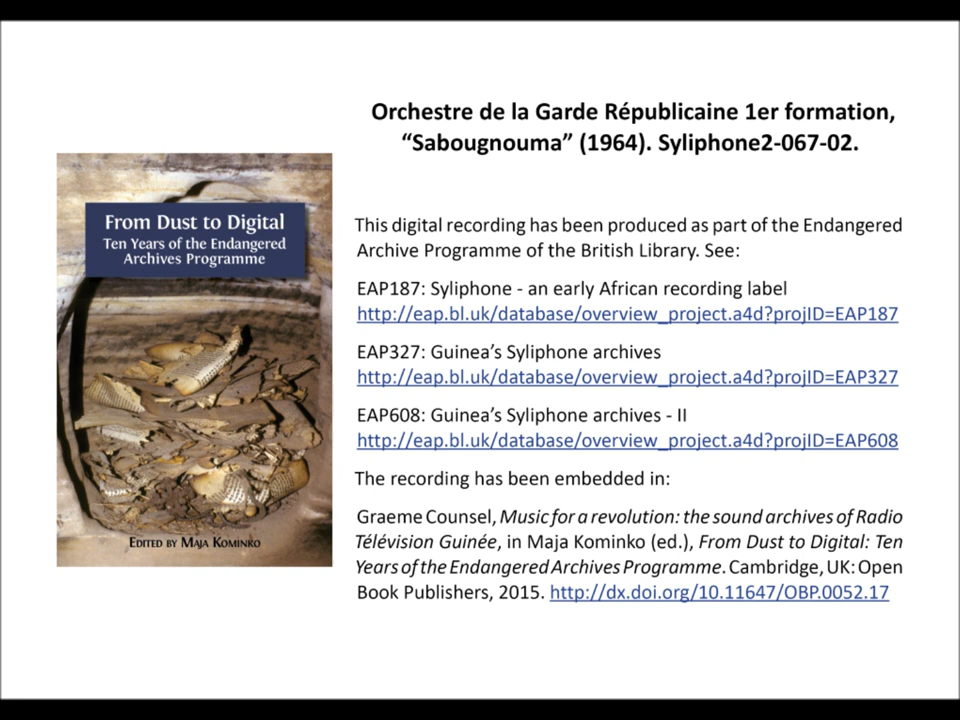 Orchestre de la Garde Républicaine 1er formation,
“Sabougnouma” (1964). Syliphone2-067-02.
From Dust to Digital
Ten Years of the Endangered
Archives Programme
Edited by Maja Kominko
This digital recording has been produced as part of the Endangered
Archive Programme of the British Library. See:
EAP187: Syliphone - an early African recording label
http://eap.bl.uk/database/overview_project.a4d?projID=EAP187
EAP327: Guinea’s Syliphone archives
http://eap.bl.uk/database/overview_project.a4d?projID=EAP327
EAP608: Guinea’s Syliphone archives - II
http://eap.bl.uk/database/overview_project.a4d?projID=EAP608
The recording has been embedded in:
Graeme Counsel, Music for a revolution: the sound archives of Radio
Télévision Guinée, in Maja Kominko (ed.), From Dust to Digital: Ten
Years of the Endangered Archives Programme. Cambridge, UK: Open
Book Publishers, 2015. http://dx.doi.org/10.11647/OBP.0052.17